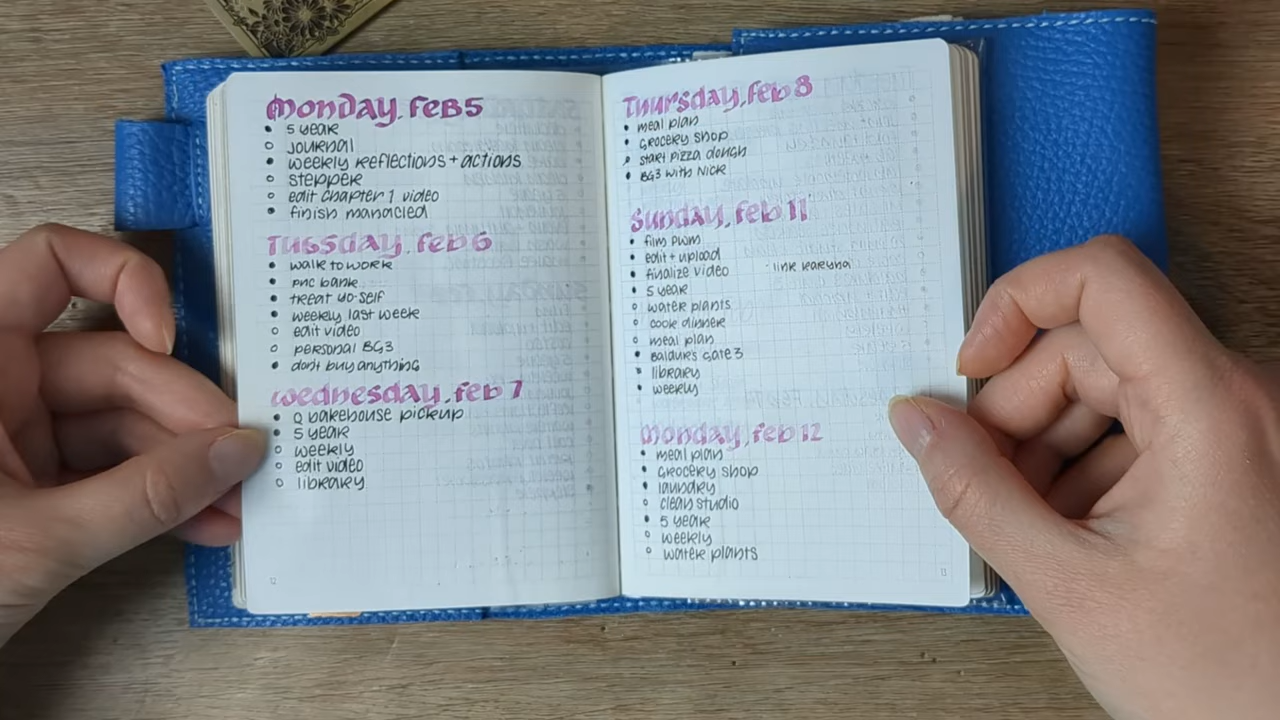 Monday. Feb 5
5 year
Journal
weekly reflections + actions
stepper
edit chapter 1 video
finish manacled
Tuesday. Feb 6
walk to work
pnc bank
treat yo self
weekly last week
edit video
personal BG3
don't buy anything
Wednesday. Feb 7
Q bakehouse pickup
5 year
weekly
edit video
library
12
Thursday, Feb 8
meal plan
grocery shop
start pizza dough
BG3 with Nick
Sunday, Feb 11
film PWM
edit + upload
finalize video · link
5 year
water plants
cook dinner
meal plan
Baldurs Gate 3
library
weekly
Monday, Feb 12
meal plan
Grocery shop
laundry
clean studio
5 year
weekly
water plants
13